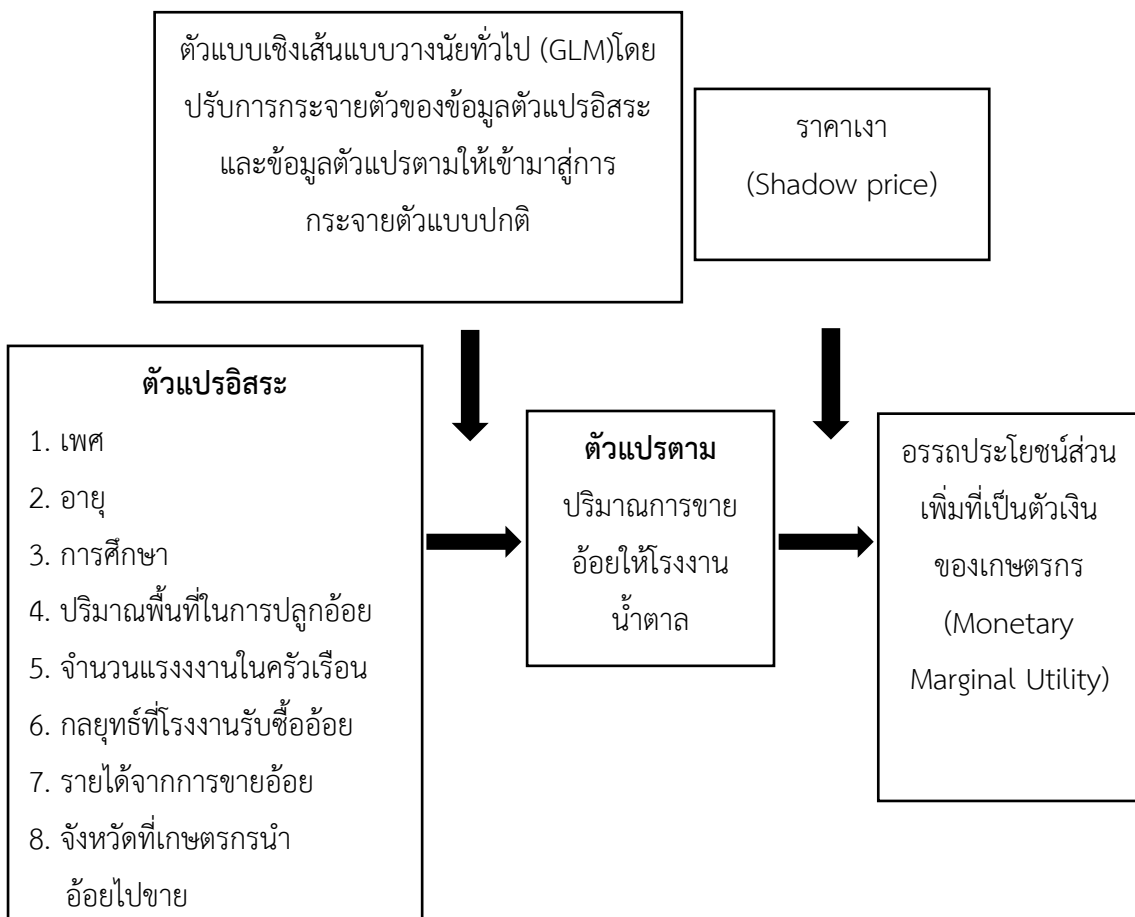 ตัวแบบเชิงเส้นแบบวางนัยทั่วไป (GLM)โดย
ปรับการกระจายตัวของข้อมูลตัวแปรอิสระ
และข้อมูลตัวแปรตามให้เข้ามาสู่การ
กระจายตัวแบบปกติ
ราคาเงา
(Shadow price)
ตัวแปรอิสระ
1. เพศ
2. อายุ
3. การศึกษา
4. ปริมาณพื้นที่ในการปลูกอ้อย
5. จำนวนแรงงงานในครัวเรือน
6. กลยุทธ์ที่โรงงานรับซื้ออ้อย
7. รายได้จากการขายอ้อย
8. จังหวัดที่เกษตรกรนำ
อ้อยไปขาย
ตัวแปรตาม
ปริมาณการขาย
อ้อยให้โรงงาน
น้ำตาล
อรรถประโยชน์ส่วน
เพิ่มที่เป็นตัวเงิน
ของเกษตรกร
(Monetary
Marginal Utility)